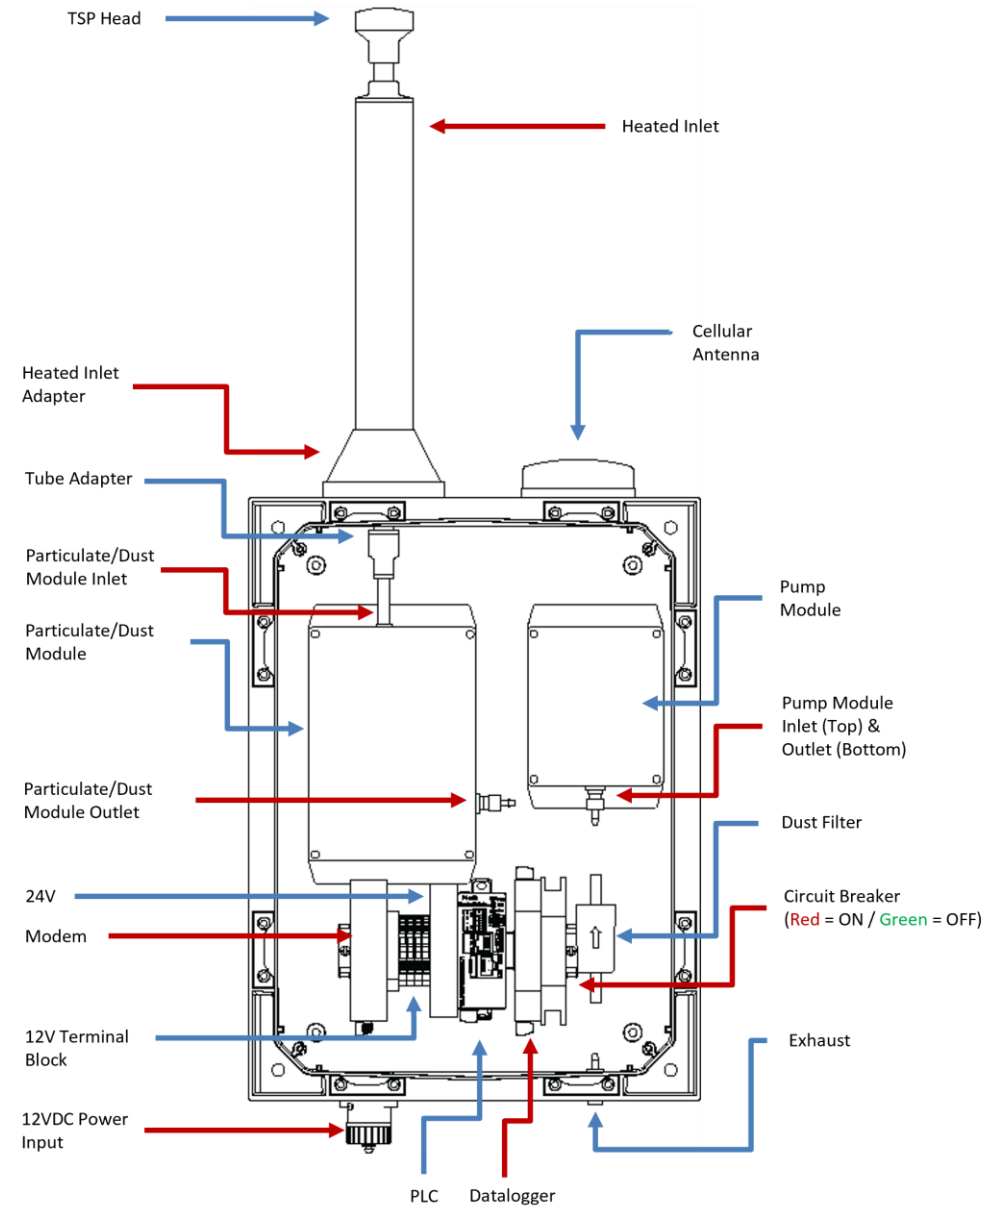 TSP Head
Heated Inlet
Cellular
Antenna
Heated Inlet
Adapter
Tube Adapter
Particulate/Dust
Module Inlet
Pump
Module
Particulate/Dust
Module
Pump Module
Inlet (Top) &
Outlet (Bottom)
Particulate/Dust
Module Outlet
Dust Filter
24V
Circuit Breaker
(Red = ON / Green = OFF)
Modem
12V Terminal
Block
Exhaust
12VDC Power
Input
PLC
Datalogger